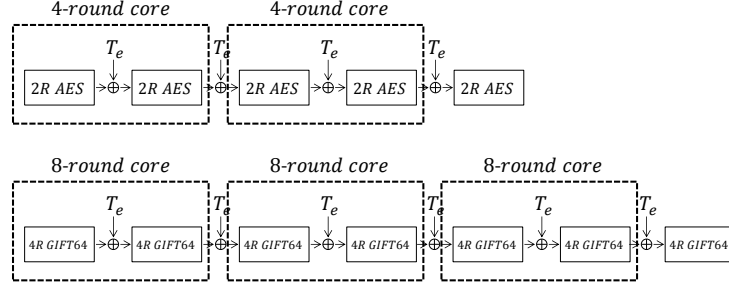 4-round core 4-round core
T_e T_e T_e T_e
2R AES 2R AES 2R AES 2R AES 2R AES
8-round core 8-round core 8-round core
T_e T_e T_e T_e T_e T_e
4R GIFT64 4R GIFT64 4R GIFT64 4R GIFT64 4R GIFT64 4R GIFT64 4R GIFT64